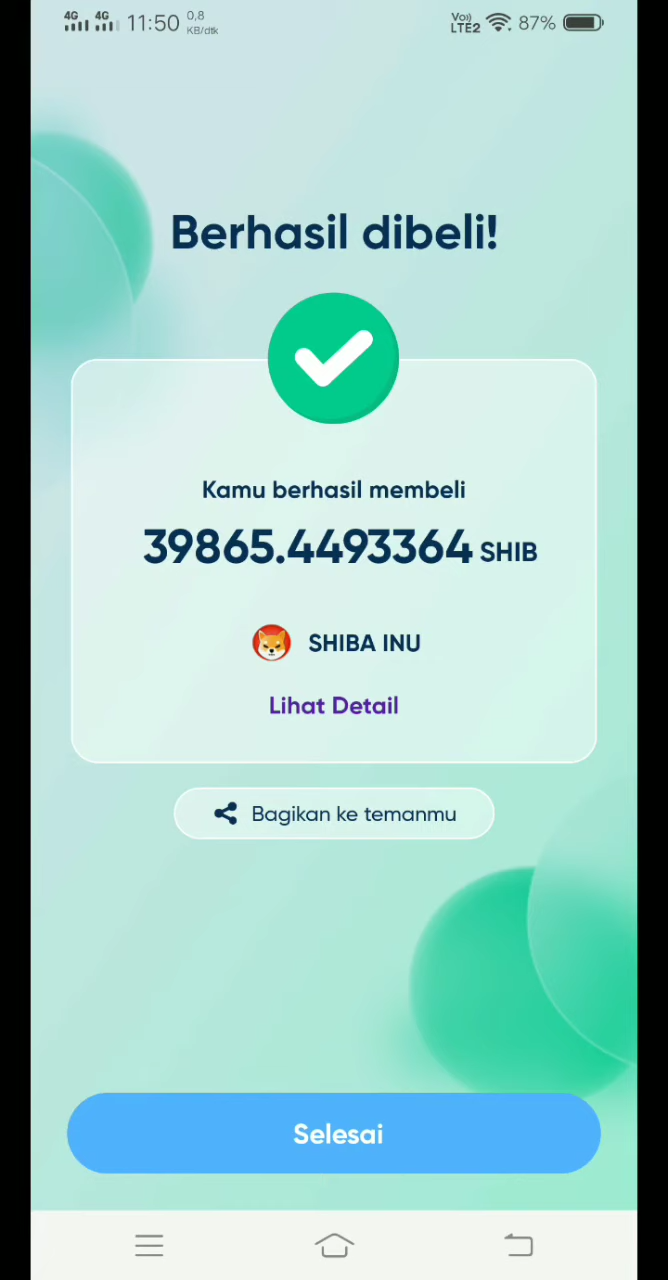 4G 4G 11:50 0,8 KB/dtk Vo)) LTE2 87%
Berhasil dibeli!
Kamu berhasil membeli
39865.4493364 SHIB
SHIBA INU
Lihat Detail
Bagikan ke temanmu
Selesai